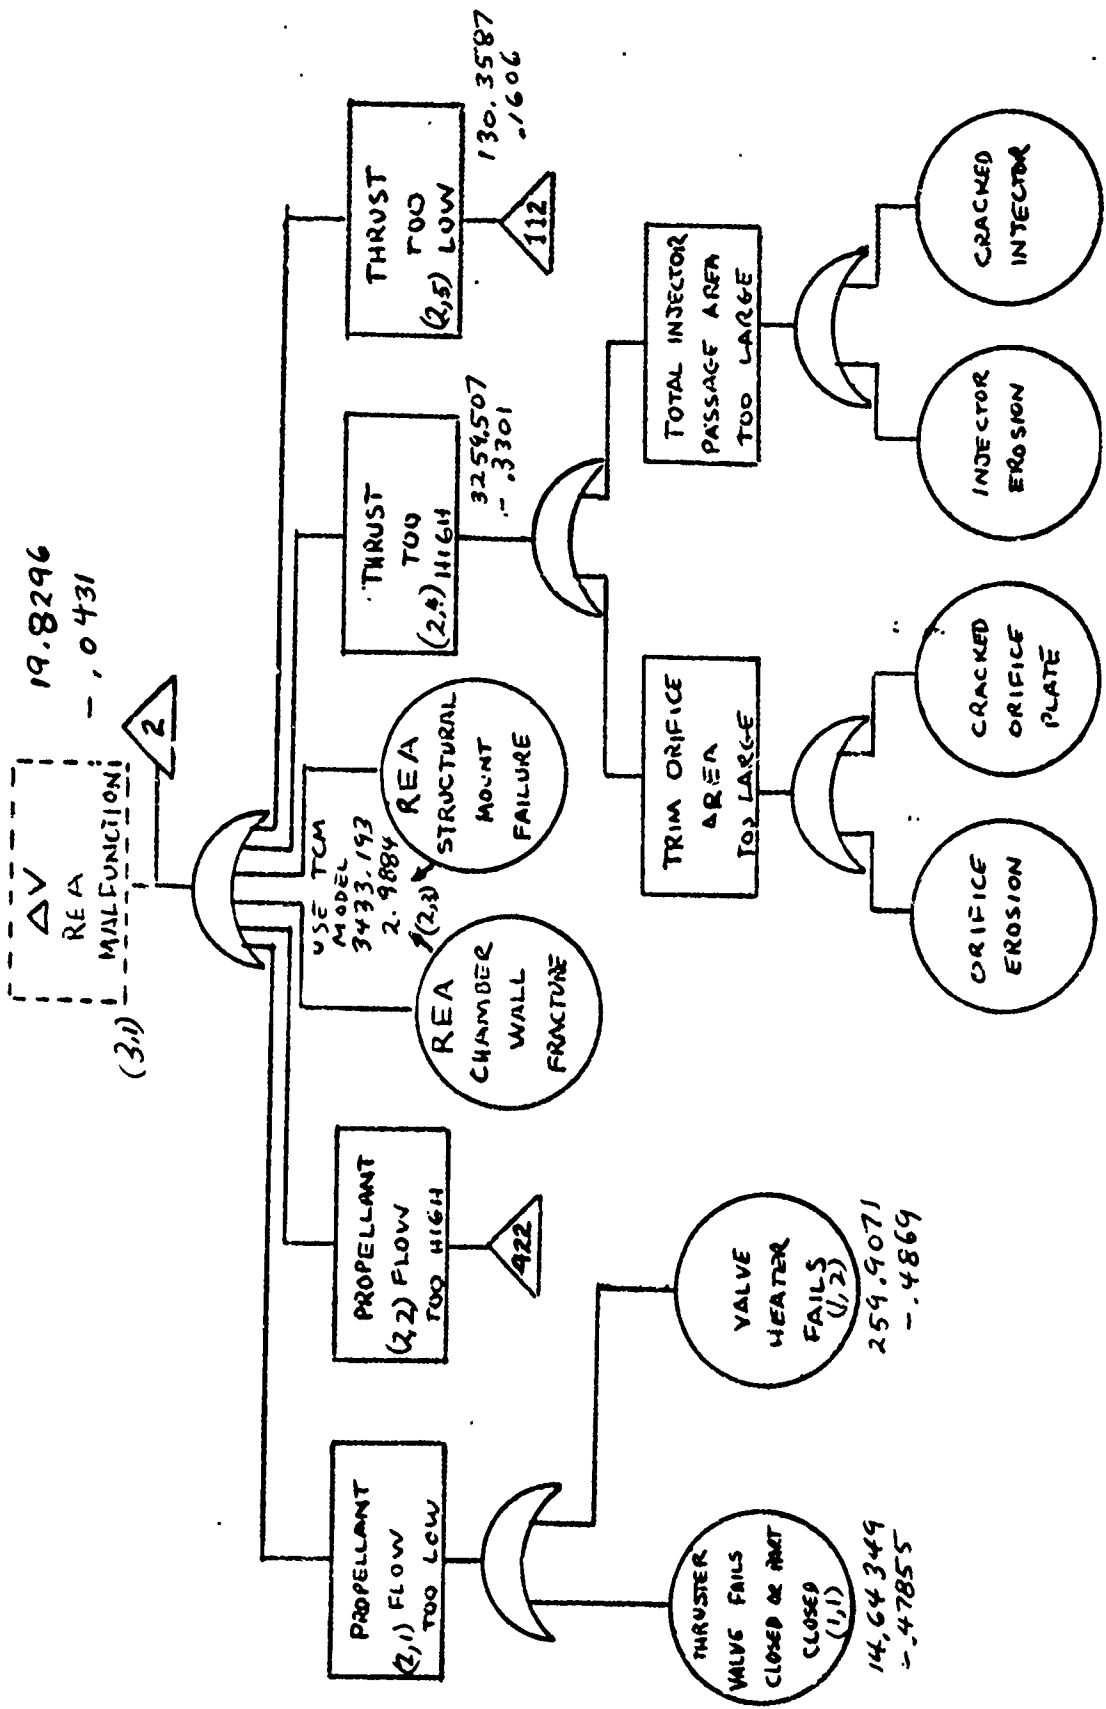 ΔV
REA
MALFUNCTION
(3,1)
19.8296
-.0431
2
PROPELLANT
(2,1) FLOW
TOO LOW
PROPELLANT
(2,2) FLOW
TOO HIGH
422
REA
CHAMBER
WALL
FRACTURE
USE TCM
MODEL
3433.193
2.9884
(2,3)
REA
STRUCTURAL
MOUNT
FAILURE
THRUST
TOO
(2,4) HIGH
3259.507
-.3301
THRUST
TOO
(2,5) LOW
130.3587
.1606
112
THRUSTER
VALVE FAILS
CLOSED OR PART
CLOSED
(1,1)
14.64349
-.47855
VALVE
HEATER
FAILS
(1,2)
259.9071
-.4869
TRIM ORIFICE
AREA
TOO LARGE
TOTAL INJECTOR
PASSAGE AREA
TOO LARGE
ORIFICE
EROSION
CRACKED
ORIFICE
PLATE
INJECTOR
EROSION
CRACKED
INJECTOR